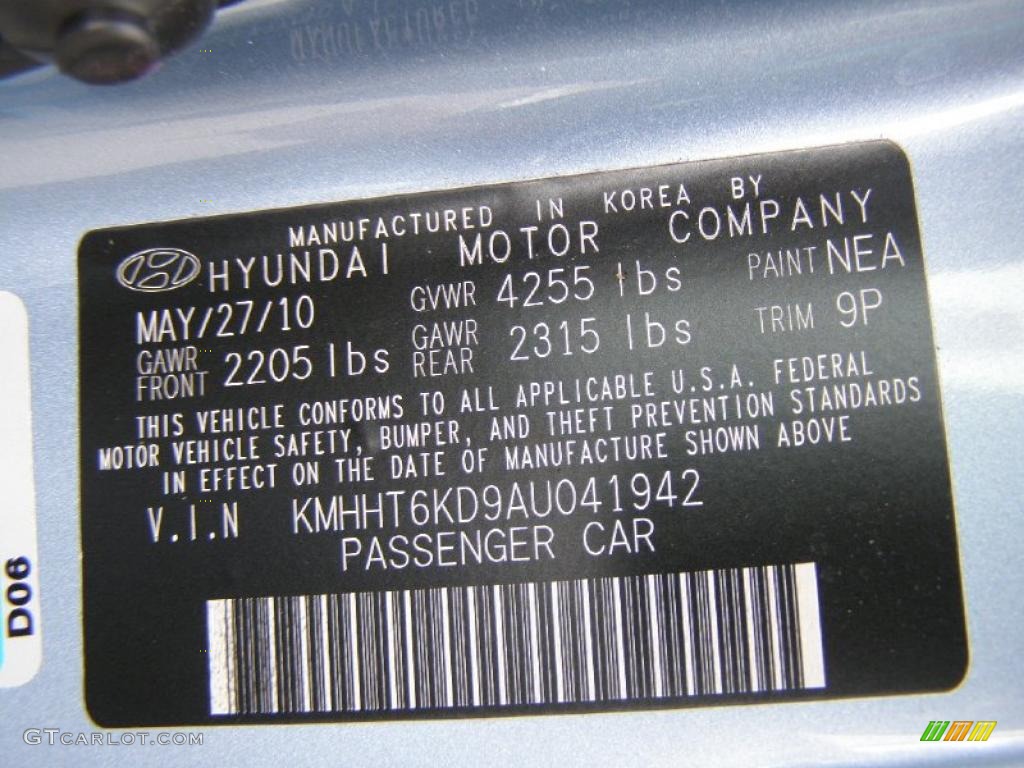 MANUFACTURED IN KOREA BY
HYUNDAI MOTOR COMPANY
MAY/27/10 GVWR 4255 lbs PAINT NEA
GAWR FRONT 2205 lbs GAWR REAR 2315 lbs TRIM 9P
THIS VEHICLE CONFORMS TO ALL APPLICABLE U.S.A. FEDERAL
MOTOR VEHICLE SAFETY, BUMPER, AND THEFT PREVENTION STANDARDS
IN EFFECT ON THE DATE OF MANUFACTURE SHOWN ABOVE
V.I.N KMHHT6KD9AU041942
PASSENGER CAR
D06
GTCARLOT.COM